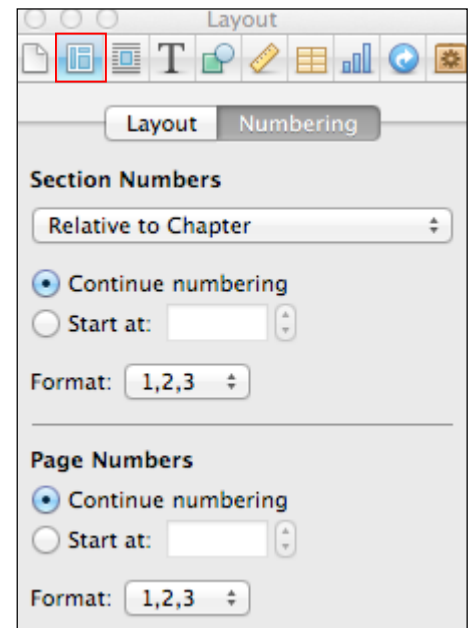 Layout
T
Layout Numbering
Section Numbers
Relative to Chapter
Continue numbering
Start at:
Format: 1,2,3
Page Numbers
Continue numbering
Start at:
Format: 1,2,3